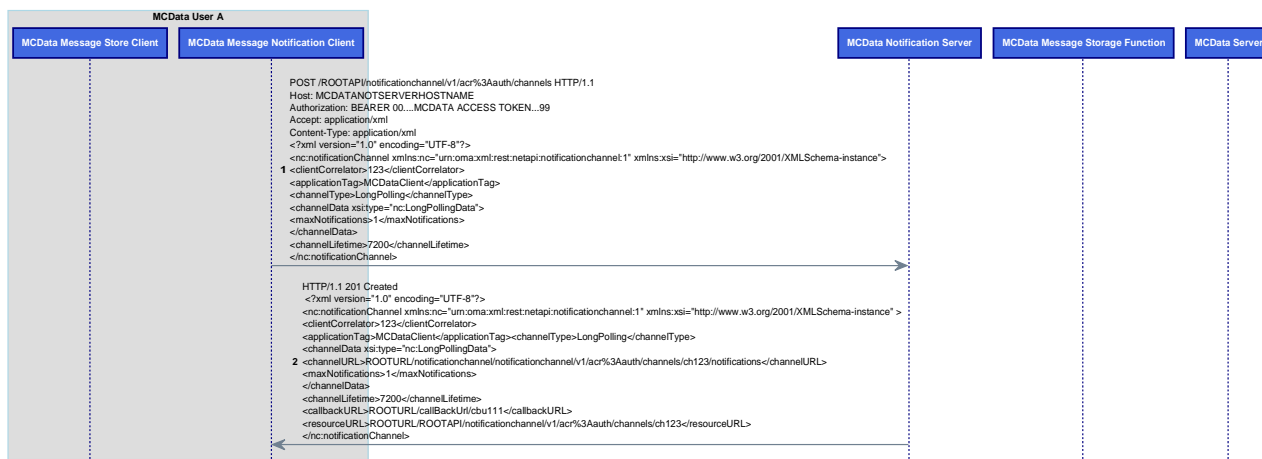 MCData User A
MCData Message Store Client
MCData Message Notification Client
MCData Notification Server
MCData Message Storage Function
MCData Server
POST /ROOTAPI/notificationchannel/v1/acr%3Aauth/channels HTTP/1.1
Host: MCDATANOTSERVERHOSTNAME
Authorization: BEARER 00....MCDATA ACCESS TOKEN...99
Accept: application/xml
Content-Type: application/xml
<?xml version="1.0" encoding="UTF-8"?>
<nc:notificationChannel xmlns:nc="urn:oma:xml:rest:netapi:notificationchannel:1" xmlns:xsi="http://www.w3.org/2001/XMLSchema-instance">
1 <clientCorrelator>123</clientCorrelator>
<applicationTag>MCDataClient</applicationTag>
<channelType>LongPolling</channelType>
<channelData xsi:type="nc:LongPollingData">
<maxNotifications>1</maxNotifications>
</channelData>
<channelLifetime>7200</channelLifetime>
</nc:notificationChannel>
HTTP/1.1 201 Created
<?xml version="1.0" encoding="UTF-8"?>
<nc:notificationChannel xmlns:nc="urn:oma:xml:rest:netapi:notificationchannel:1" xmlns:xsi="http://www.w3.org/2001/XMLSchema-instance" >
<clientCorrelator>123</clientCorrelator>
<applicationTag>MCDataClient</applicationTag><channelType>LongPolling</channelType>
<channelData xsi:type="nc:LongPollingData">
2 <channelURL>ROOTURL/notificationchannel/notificationchannel/v1/acr%3Aauth/channels/ch123/notifications</channelURL>
<maxNotifications>1</maxNotifications>
</channelData>
<channelLifetime>7200</channelLifetime>
<callbackURL>ROOTURL/callBackUrl/cbu111</callbackURL>
<resourceURL>ROOTURL/ROOTAPI/notificationchannel/v1/acr%3Aauth/channels/ch123</resourceURL>
</nc:notificationChannel>